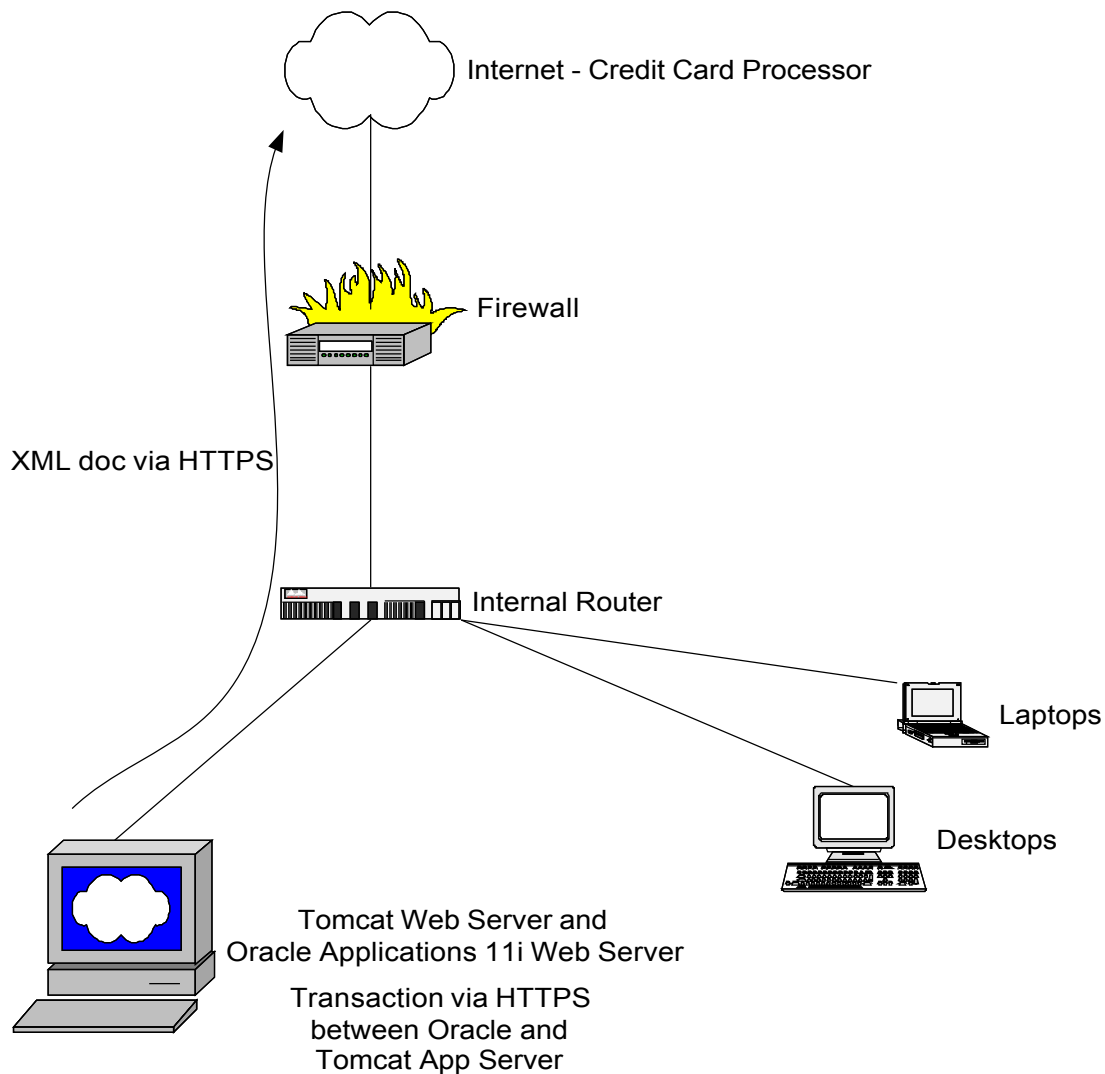 Internet - Credit Card Processor
Firewall
XML doc via HTTPS
Internal Router
Laptops
Desktops
Tomcat Web Server and
Oracle Applications 11i Web Server
Transaction via HTTPS
between Oracle and
Tomcat App Server